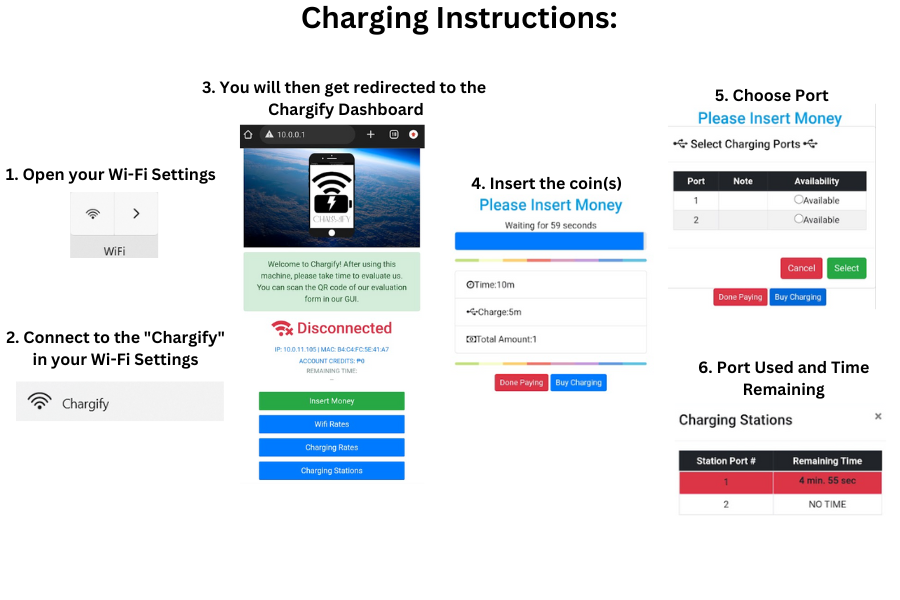 Charging Instructions:
1. Open your Wi-Fi Settings
WiFi
2. Connect to the "Chargify"
in your Wi-Fi Settings
Chargify
3. You will then get redirected to the
Chargify Dashboard
10.0.0.1
CHARGIFY
Welcome to Chargify! After using this
machine, please take time to evaluate us.
You can scan the QR code of our evaluation
form in our GUI.
Disconnected
IP: 10.0.11.105 | MAC: B4:C4:FC:5E:41:A7
ACCOUNT CREDITS: ₱0
REMAINING TIME:
--
Insert Money
Wifi Rates
Charging Rates
Charging Stations
4. Insert the coin(s)
Please Insert Money
Waiting for 59 seconds
Time:10m
Charge:5m
Total Amount:1
Done Paying Buy Charging
5. Choose Port
Please Insert Money
Select Charging Ports
Port Note Availability
1 Available
2 Available
Cancel Select
Done Paying Buy Charging
6. Port Used and Time
Remaining
Charging Stations ×
Station Port # Remaining Time
1 4 min. 55 sec
2 NO TIME